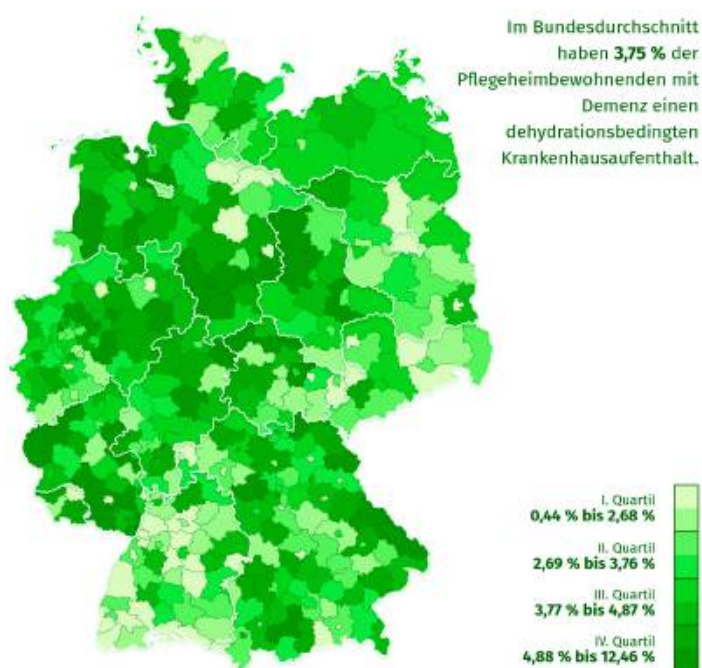 Im Bundesdurchschnitt
haben 3,75 % der
Pflegeheimbewohnenden mit
Demenz einen
dehydrationsbedingten
Krankenhausaufenthalt.
I. Quartil
0,44 % bis 2,68 %
II. Quartil
2,69 % bis 3,76 %
III. Quartil
3,77 % bis 4,87 %
IV. Quartil
4,88 % bis 12,46 %